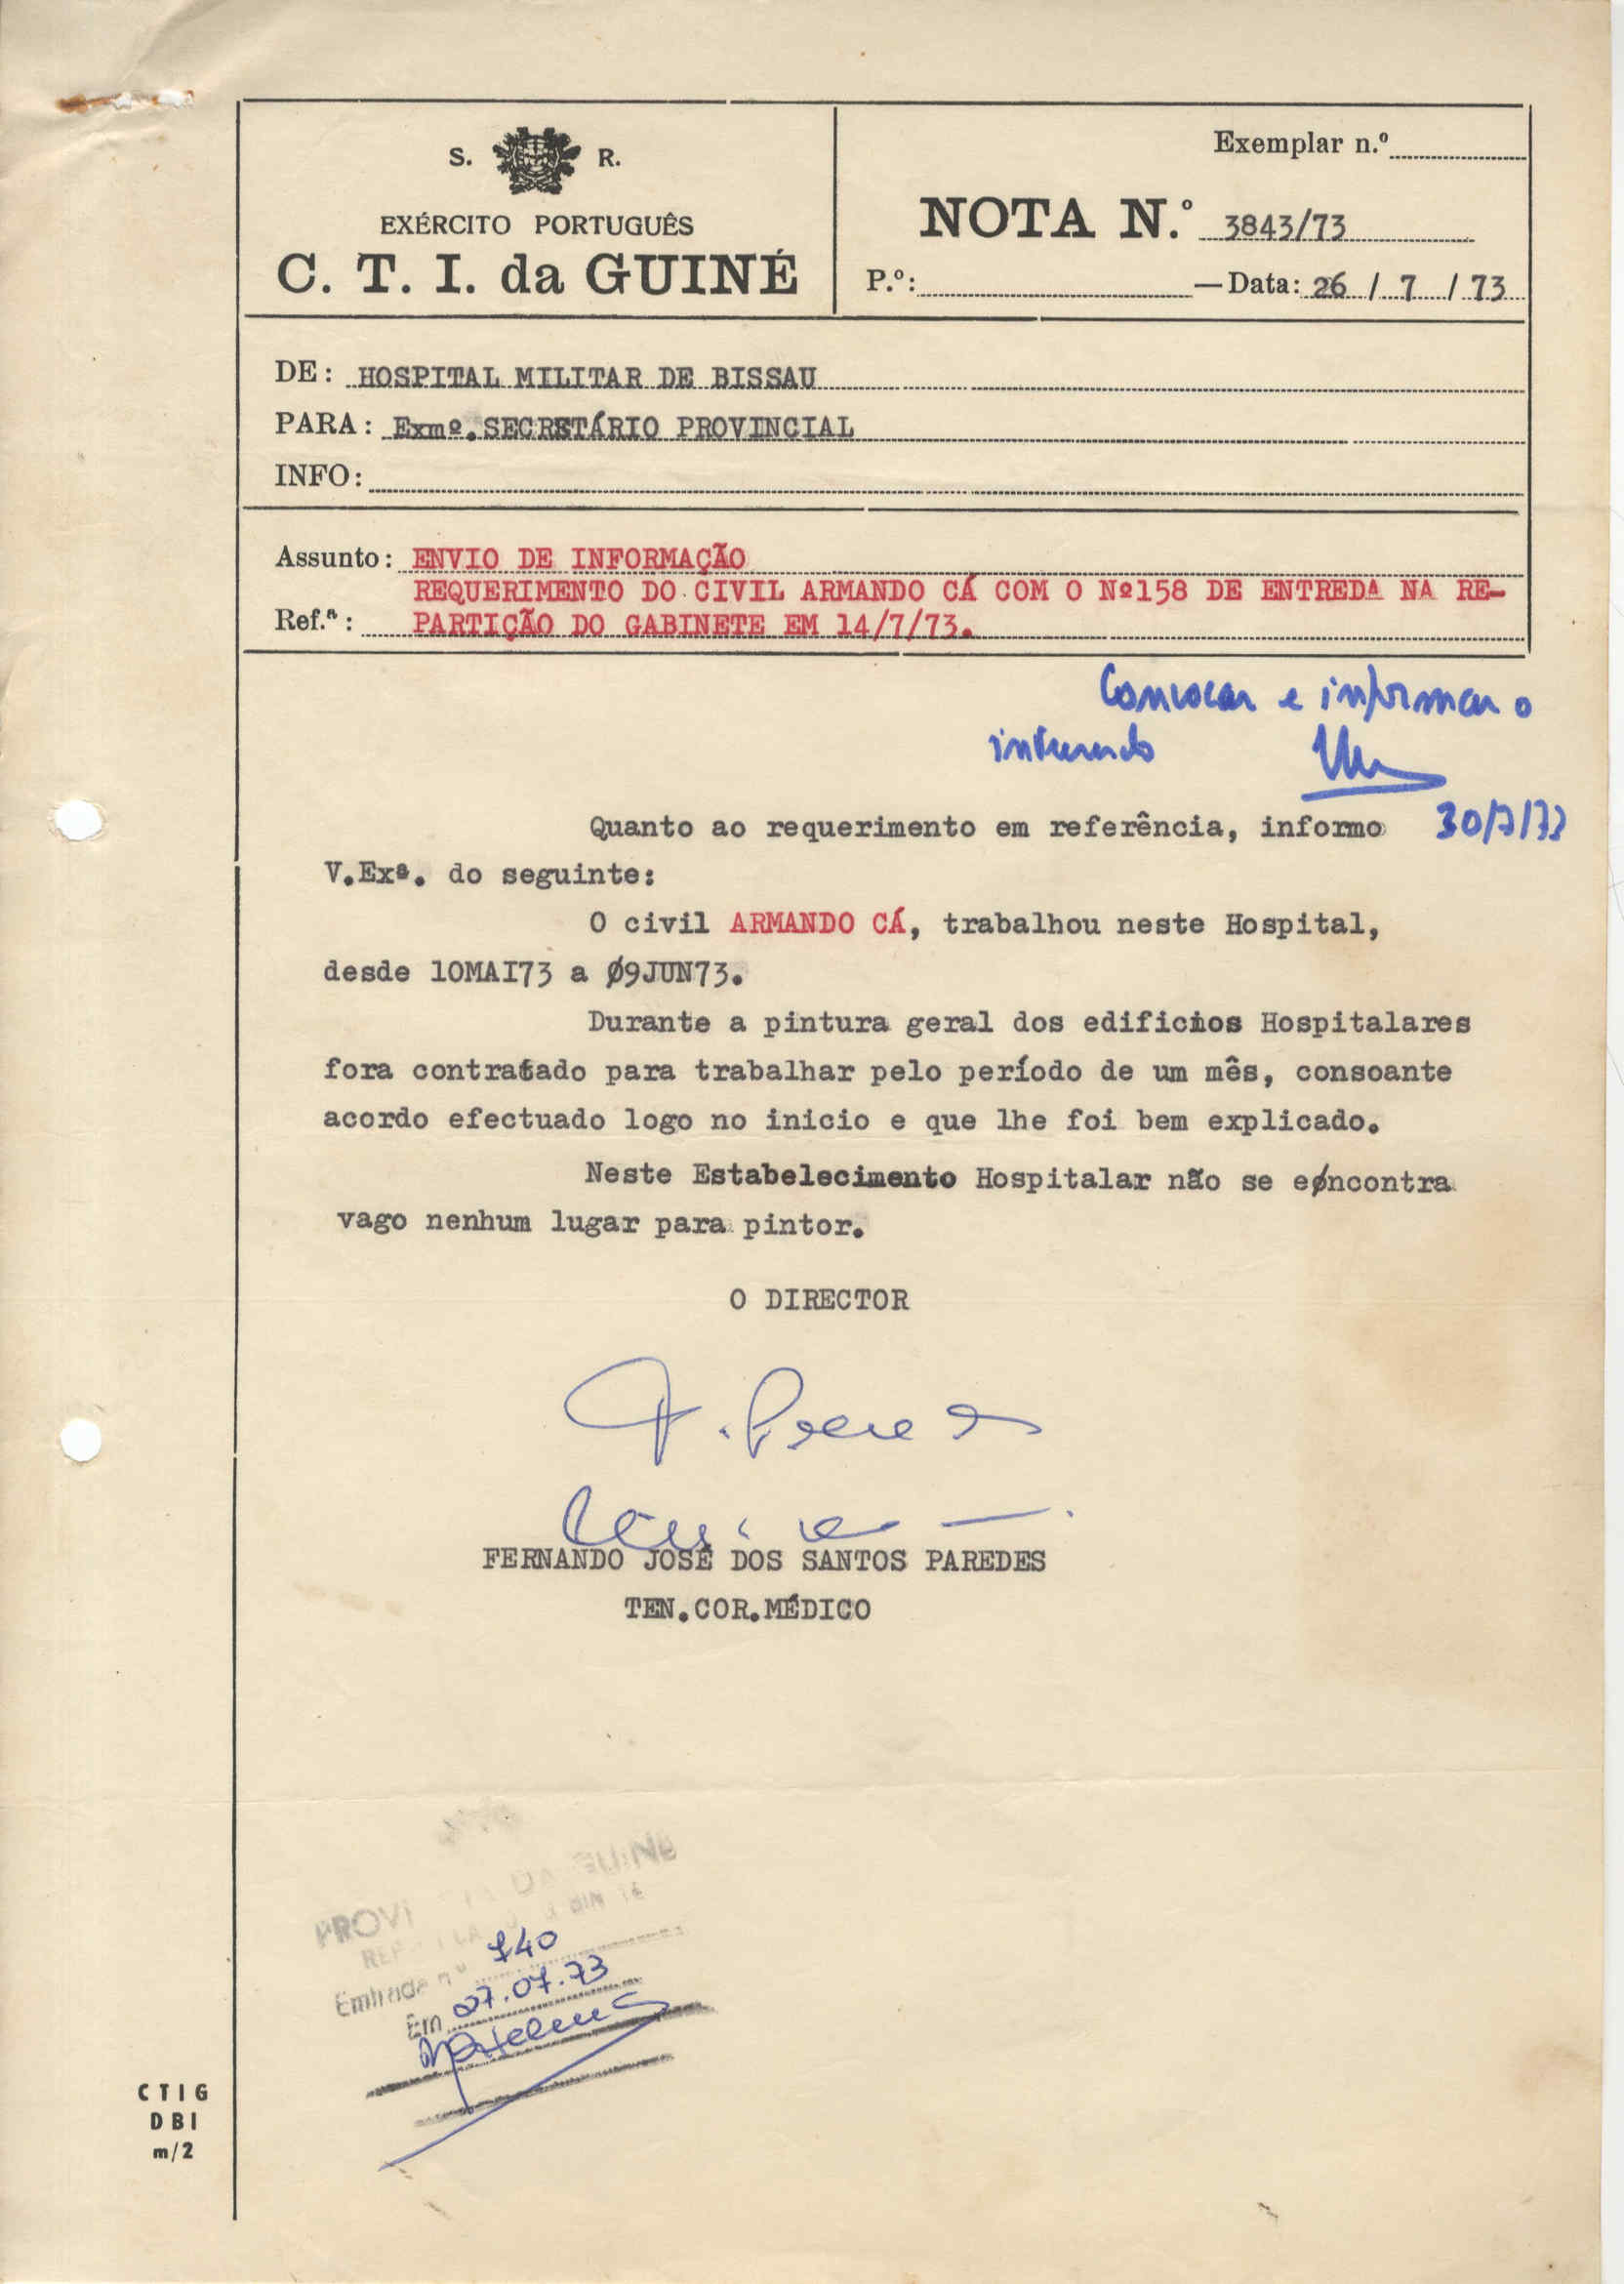 S. R.
EXÉRCITO PORTUGUÊS
C. T. I. da GUINÉ
Exemplar n.º
NOTA N.º 3843/73
P.º: — Data: 26 / 7 / 73
DE: HOSPITAL MILITAR DE BISSAU
PARA: Exmº. SECRETÁRIO PROVINCIAL
INFO:
Assunto: ENVIO DE INFORMAÇÃO
REQUERIMENTO DO CIVIL ARMANDO CÁ COM O Nº158 DE ENTREDA NA RE-
Ref.ª: PARTIÇÃO DO GABINETE EM 14/7/73.
Convocar e informar o
interessado
30/7/73
Quanto ao requerimento em referência, informo
V.Exª. do seguinte:
O civil ARMANDO CÁ, trabalhou neste Hospital,
desde 10MAI73 a Ø9JUN73.
Durante a pintura geral dos edificios Hospitalares
fora contratado para trabalhar pelo período de um mês, consoante
acordo efectuado logo no inicio e que lhe foi bem explicado.
Neste Estabelecimento Hospitalar não se eøncontra
vago nenhum lugar para pintor.
O DIRECTOR
FERNANDO JOSÉ DOS SANTOS PAREDES
TEN.COR.MÉDICO
DA GUINÉ
Entrada nº 740
Em 27.07.73
CTIG
DBI
m/2